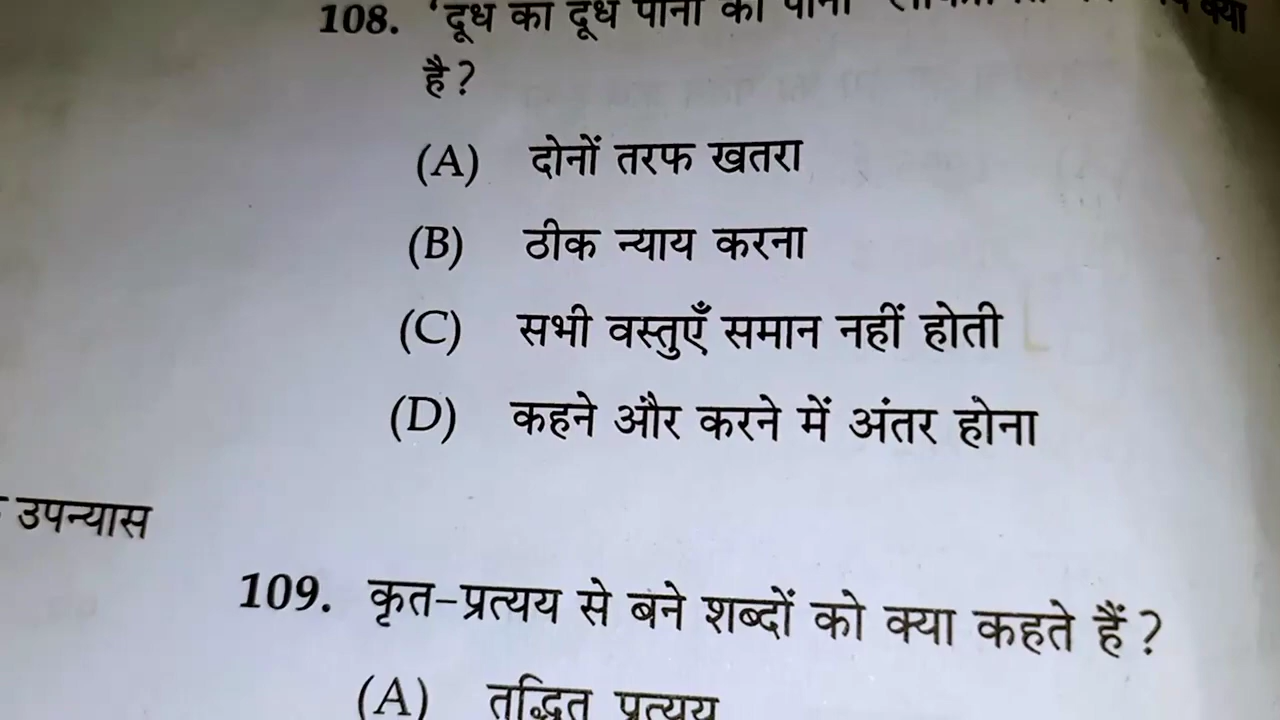 108. 'दूध का दूध पानी का पानी' क्या
है ?
(A) दोनों तरफ खतरा
(B) ठीक न्याय करना
(C) सभी वस्तुएँ समान नहीं होती
(D) कहने और करने में अंतर होना
उपन्यास
109. कृत-प्रत्यय से बने शब्दों को क्या कहते हैं ?
(A) तद्धित प्रत्यय